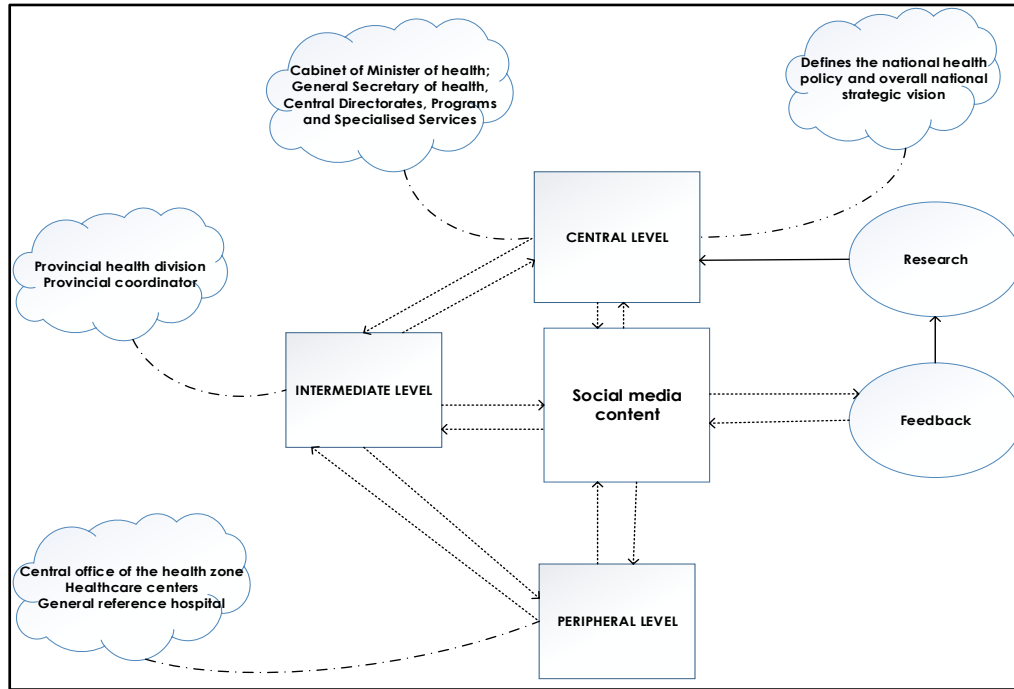 Cabinet of Minister of health;
General Secretary of health,
Central Directorates, Programs
and Specialised Services
Defines the national health
policy and overall national
strategic vision
CENTRAL LEVEL
Research
Provincial health division
Provincial coordinator
INTERMEDIATE LEVEL
Social media
content
Feedback
Central office of the health zone
Healthcare centers
General reference hospital
PERIPHERAL LEVEL